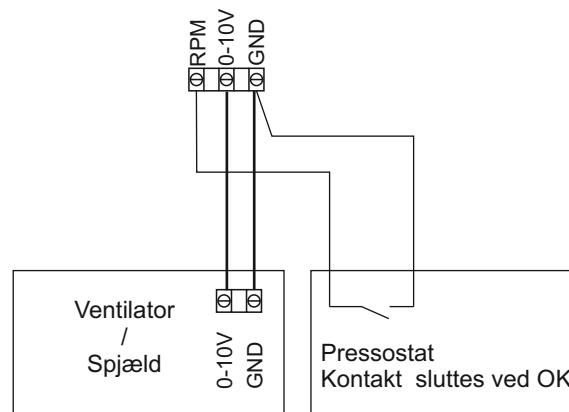 RPM
0-10V
GND
Ventilator
/
Spjæld
0-10V
GND
Pressostat
Kontakt sluttes ved OK